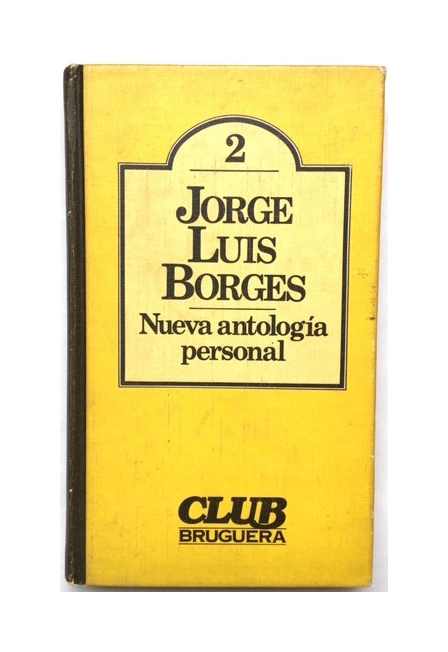 2
JORGE
LUIS
BORGES
Nueva antología
personal
CLUB
BRUGUERA